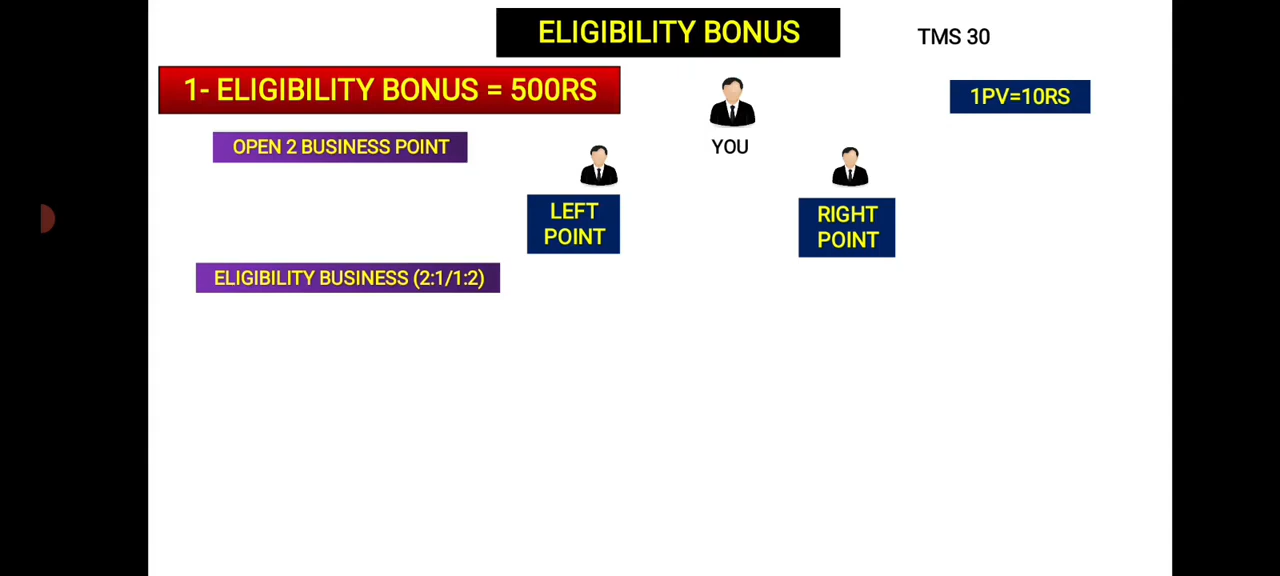 ELIGIBILITY BONUS
TMS 30
1- ELIGIBILITY BONUS = 500RS
1PV=10RS
OPEN 2 BUSINESS POINT
YOU
LEFT
POINT
RIGHT
POINT
ELIGIBILITY BUSINESS (2:1/1:2)